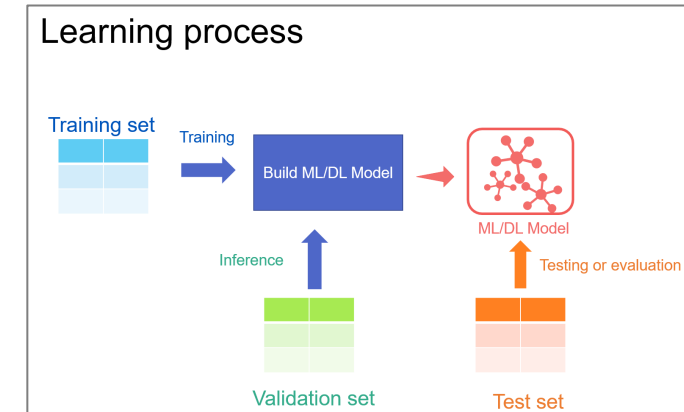 Learning process
Training set
Training
Build ML/DL Model
ML/DL Model
Inference
Testing or evaluation
Validation set
Test set